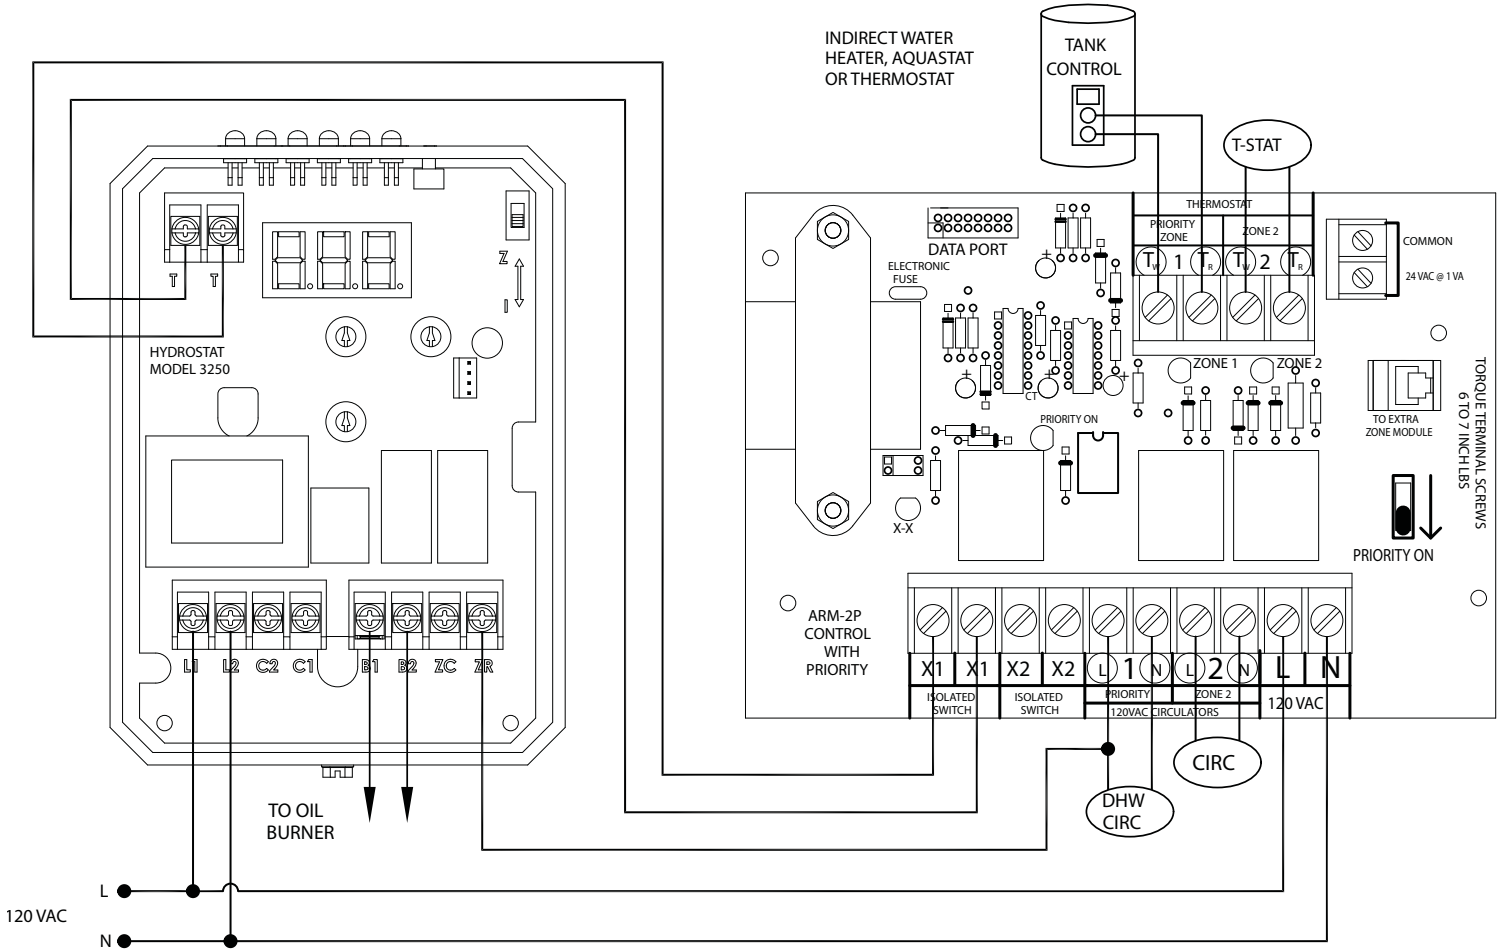 INDIRECT WATER
HEATER, AQUASTAT
OR THERMOSTAT
TANK
CONTROL
T-STAT
THERMOSTAT
PRIORITY
ZONE
ZONE 2
TW 1 TR TW 2 TR
COMMON
24 VAC @ 1 VA
DATA PORT
ELECTRONIC
FUSE
T T
Z
I
HYDROSTAT
MODEL 3250
ZONE 1
ZONE 2
CT
PRIORITY ON
TO EXTRA
ZONE MODULE
TORQUE TERMINAL SCREWS
6 TO 7 INCH LBS
X-X
PRIORITY ON
ARM-2P
CONTROL
WITH
PRIORITY
L1 L2 C2 C1 B1 B2 ZC ZR
X1 X1 X2 X2 L 1 N L 2 N L N
ISOLATED
SWITCH
ISOLATED
SWITCH
PRIORITY
ZONE 2
120VAC CIRCULATORS
120 VAC
CIRC
DHW
CIRC
TO OIL
BURNER
L
120 VAC
N